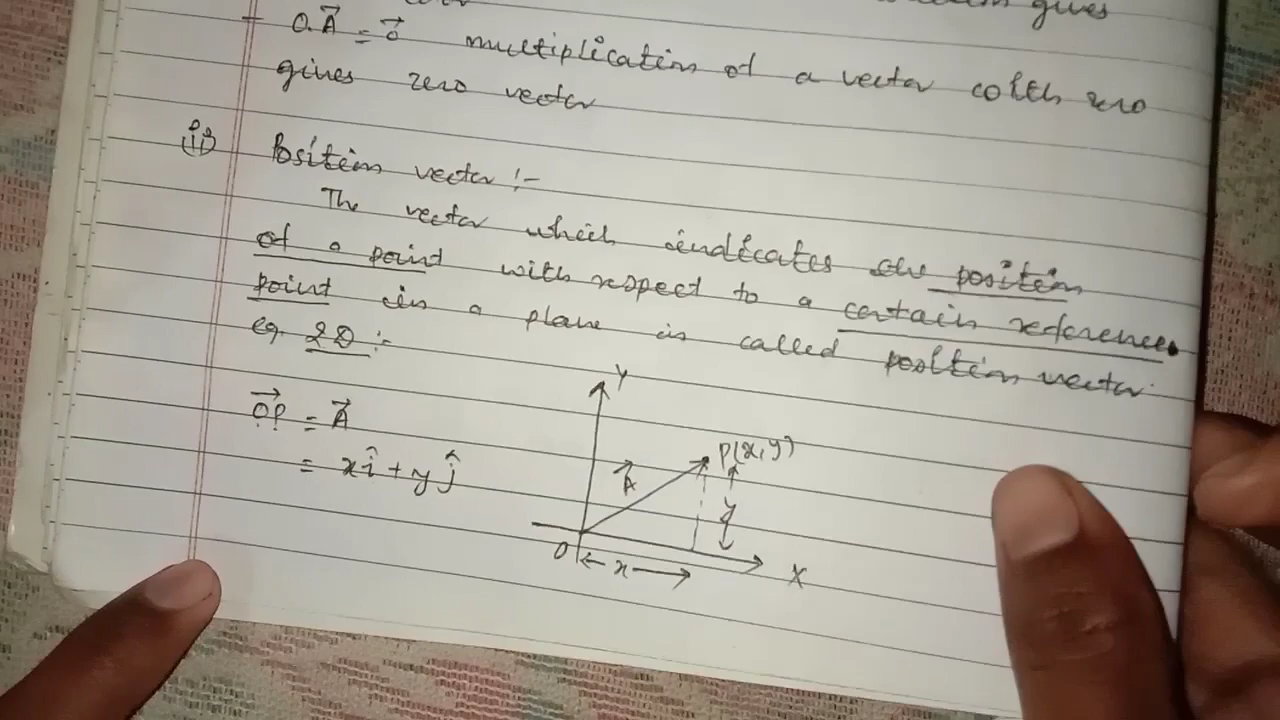 gives
0.A⃗ = 0⃗ multiplication of a vector with zero
gives zero vector
(ii) Position vector :-
The vector which indicates the position
of a point with respect to a certain reference
point in a plane is called position vector
eg. 2D :-
O⃗P⃗ = A⃗
= xî + yĵ
Y
P(x,y)
A⃗
y
O
x
X